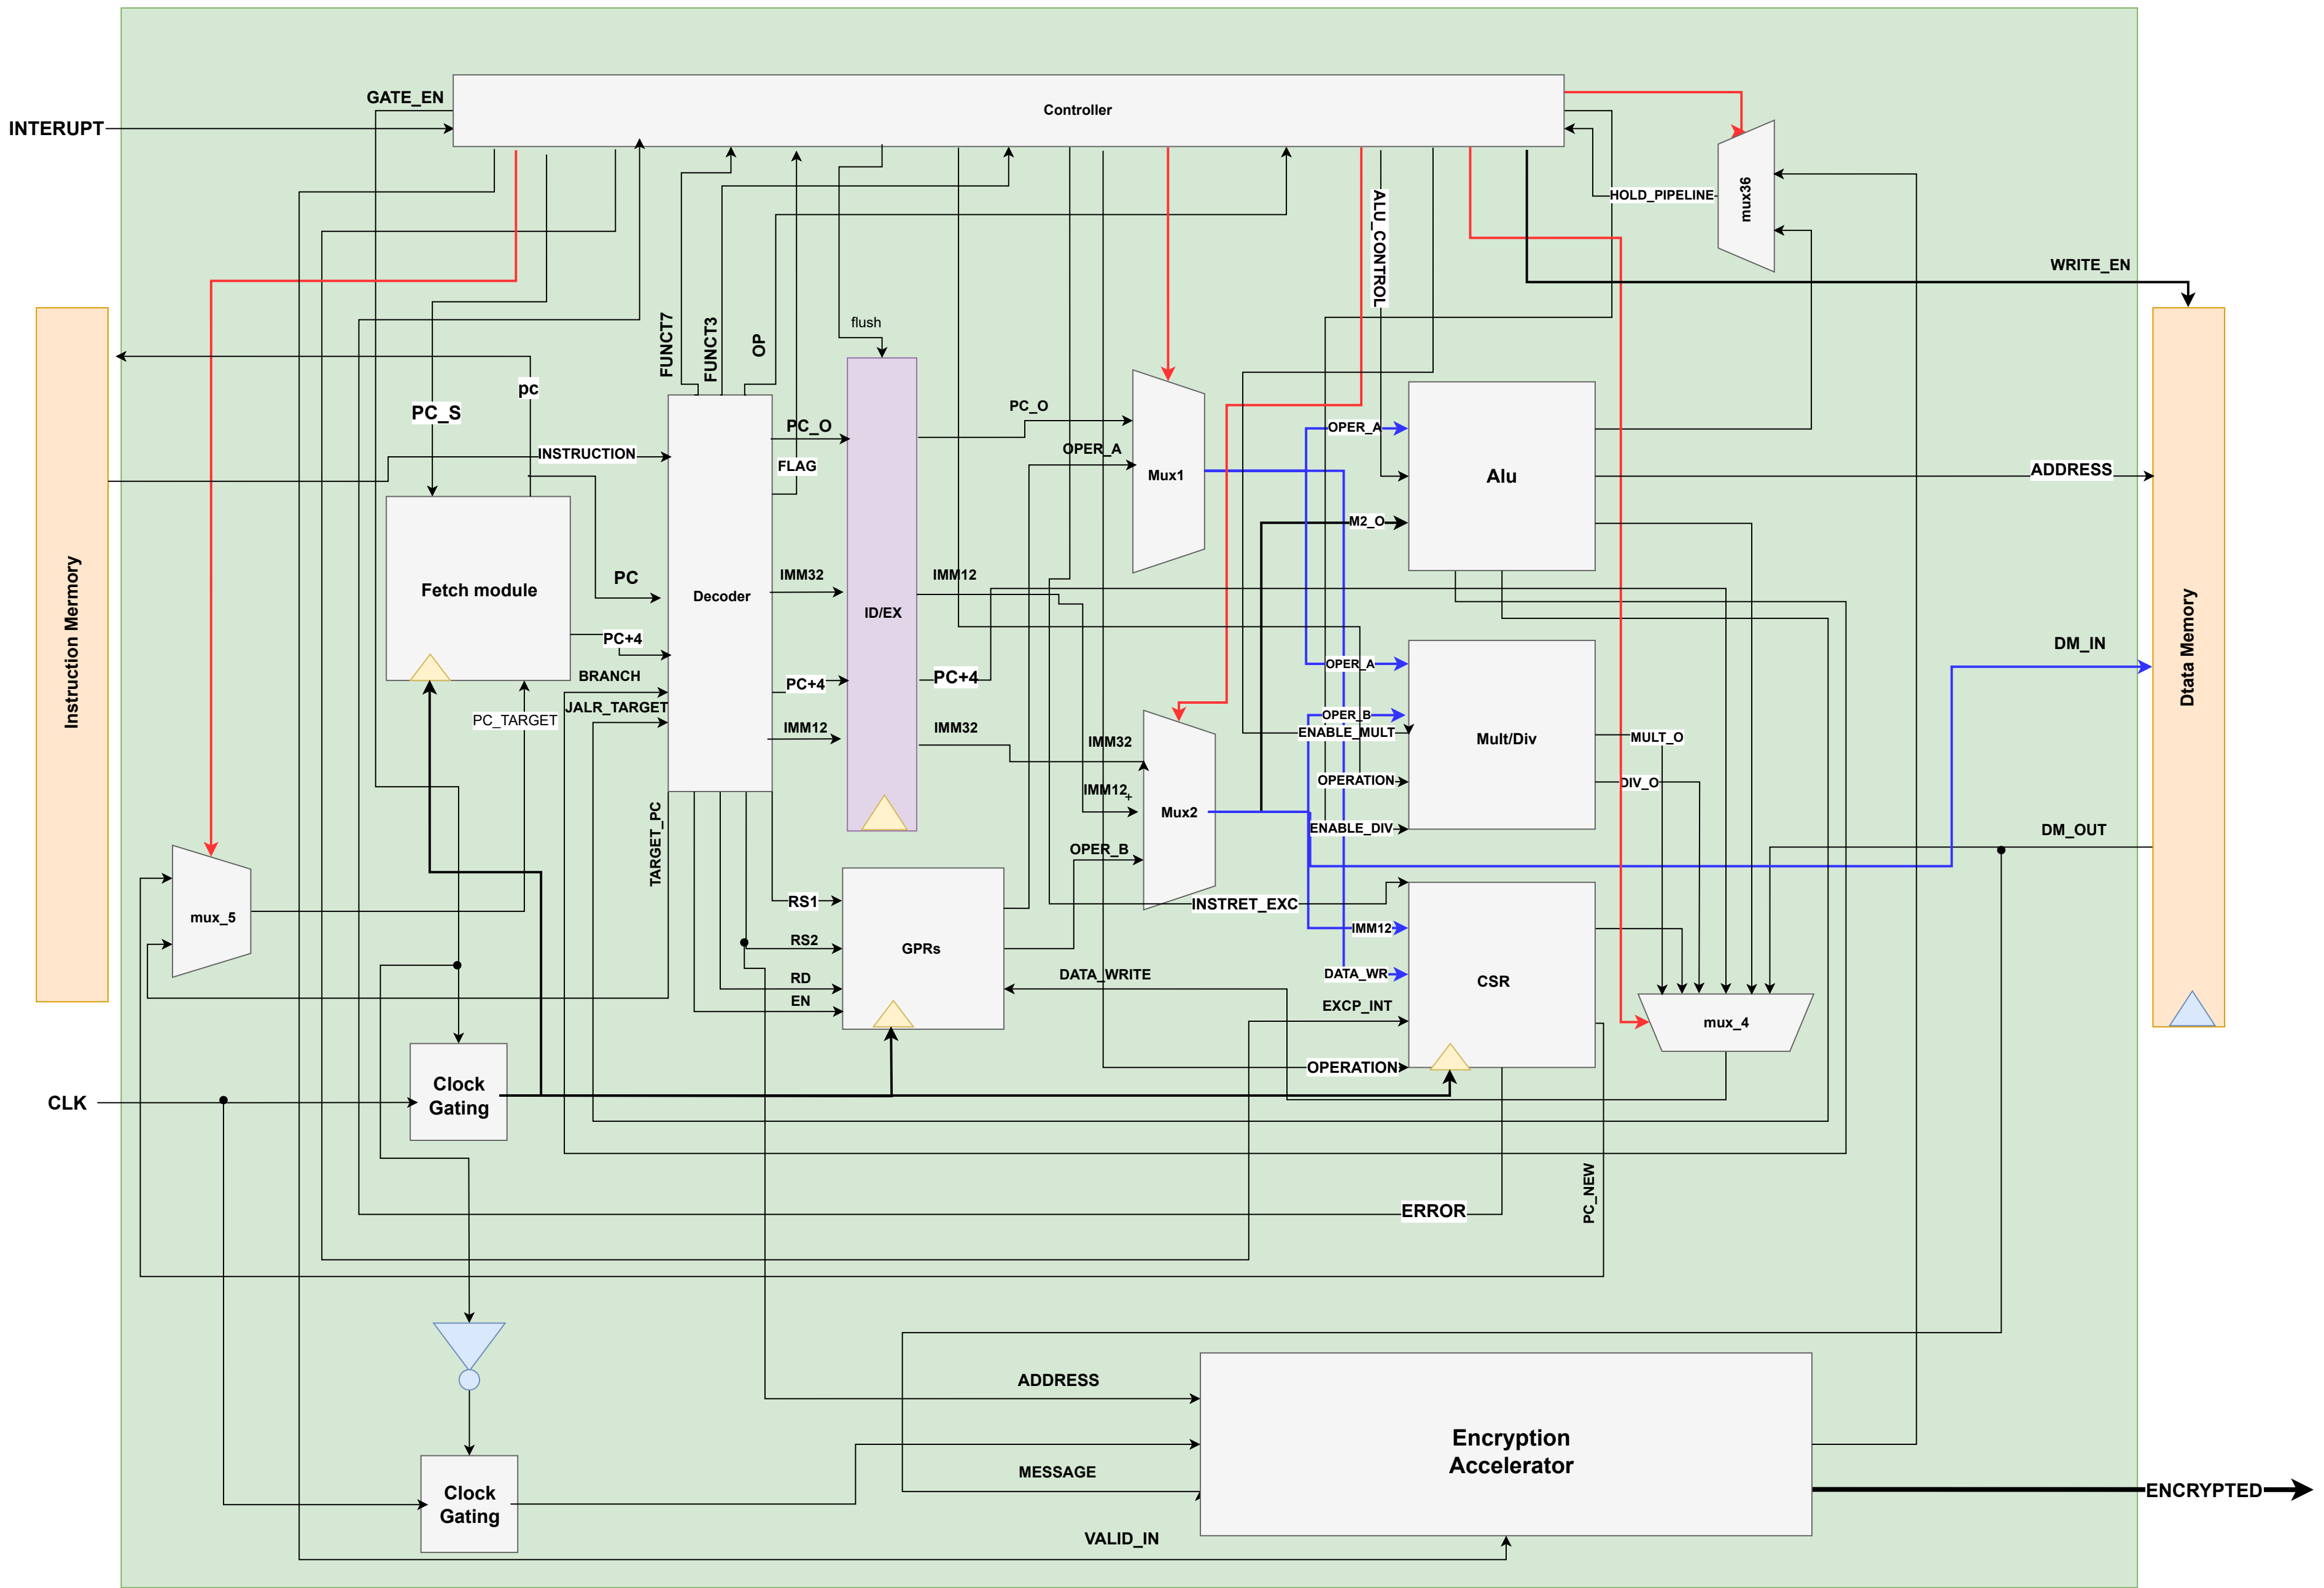 GATE_EN
Controller
INTERUPT
mux36
HOLD_PIPELINE
ALU_CONTROL
WRITE_EN
flush
FUNCT7
FUNCT3
OP
pc
PC_S
PC_O
PC_O
OPER_A
OPER_A
ADDRESS
INSTRUCTION
FLAG
Mux1
Alu
M2_O
Instruction Mermory
Fetch module
PC
Decoder
IMM32
IMM12
ID/EX
Dtata Memory
PC+4
DM_IN
BRANCH
PC+4
PC+4
OPER_A
JALR_TARGET
PC_TARGET
IMM12
IMM32
IMM32
OPER_B
ENABLE_MULT
Mult/Div
MULT_O
OPERATION
DIV_O
IMM12
+
Mux2
ENABLE_DIV
DM_OUT
TARGET_PC
OPER_B
RS1
INSTRET_EXC
mux_5
RS2
GPRs
IMM12
RD
DATA_WRITE
DATA_WR
CSR
EN
EXCP_INT
mux_4
OPERATION
Clock
Gating
CLK
PC_NEW
ERROR
ADDRESS
Encryption
Accelerator
MESSAGE
Clock
Gating
ENCRYPTED
VALID_IN